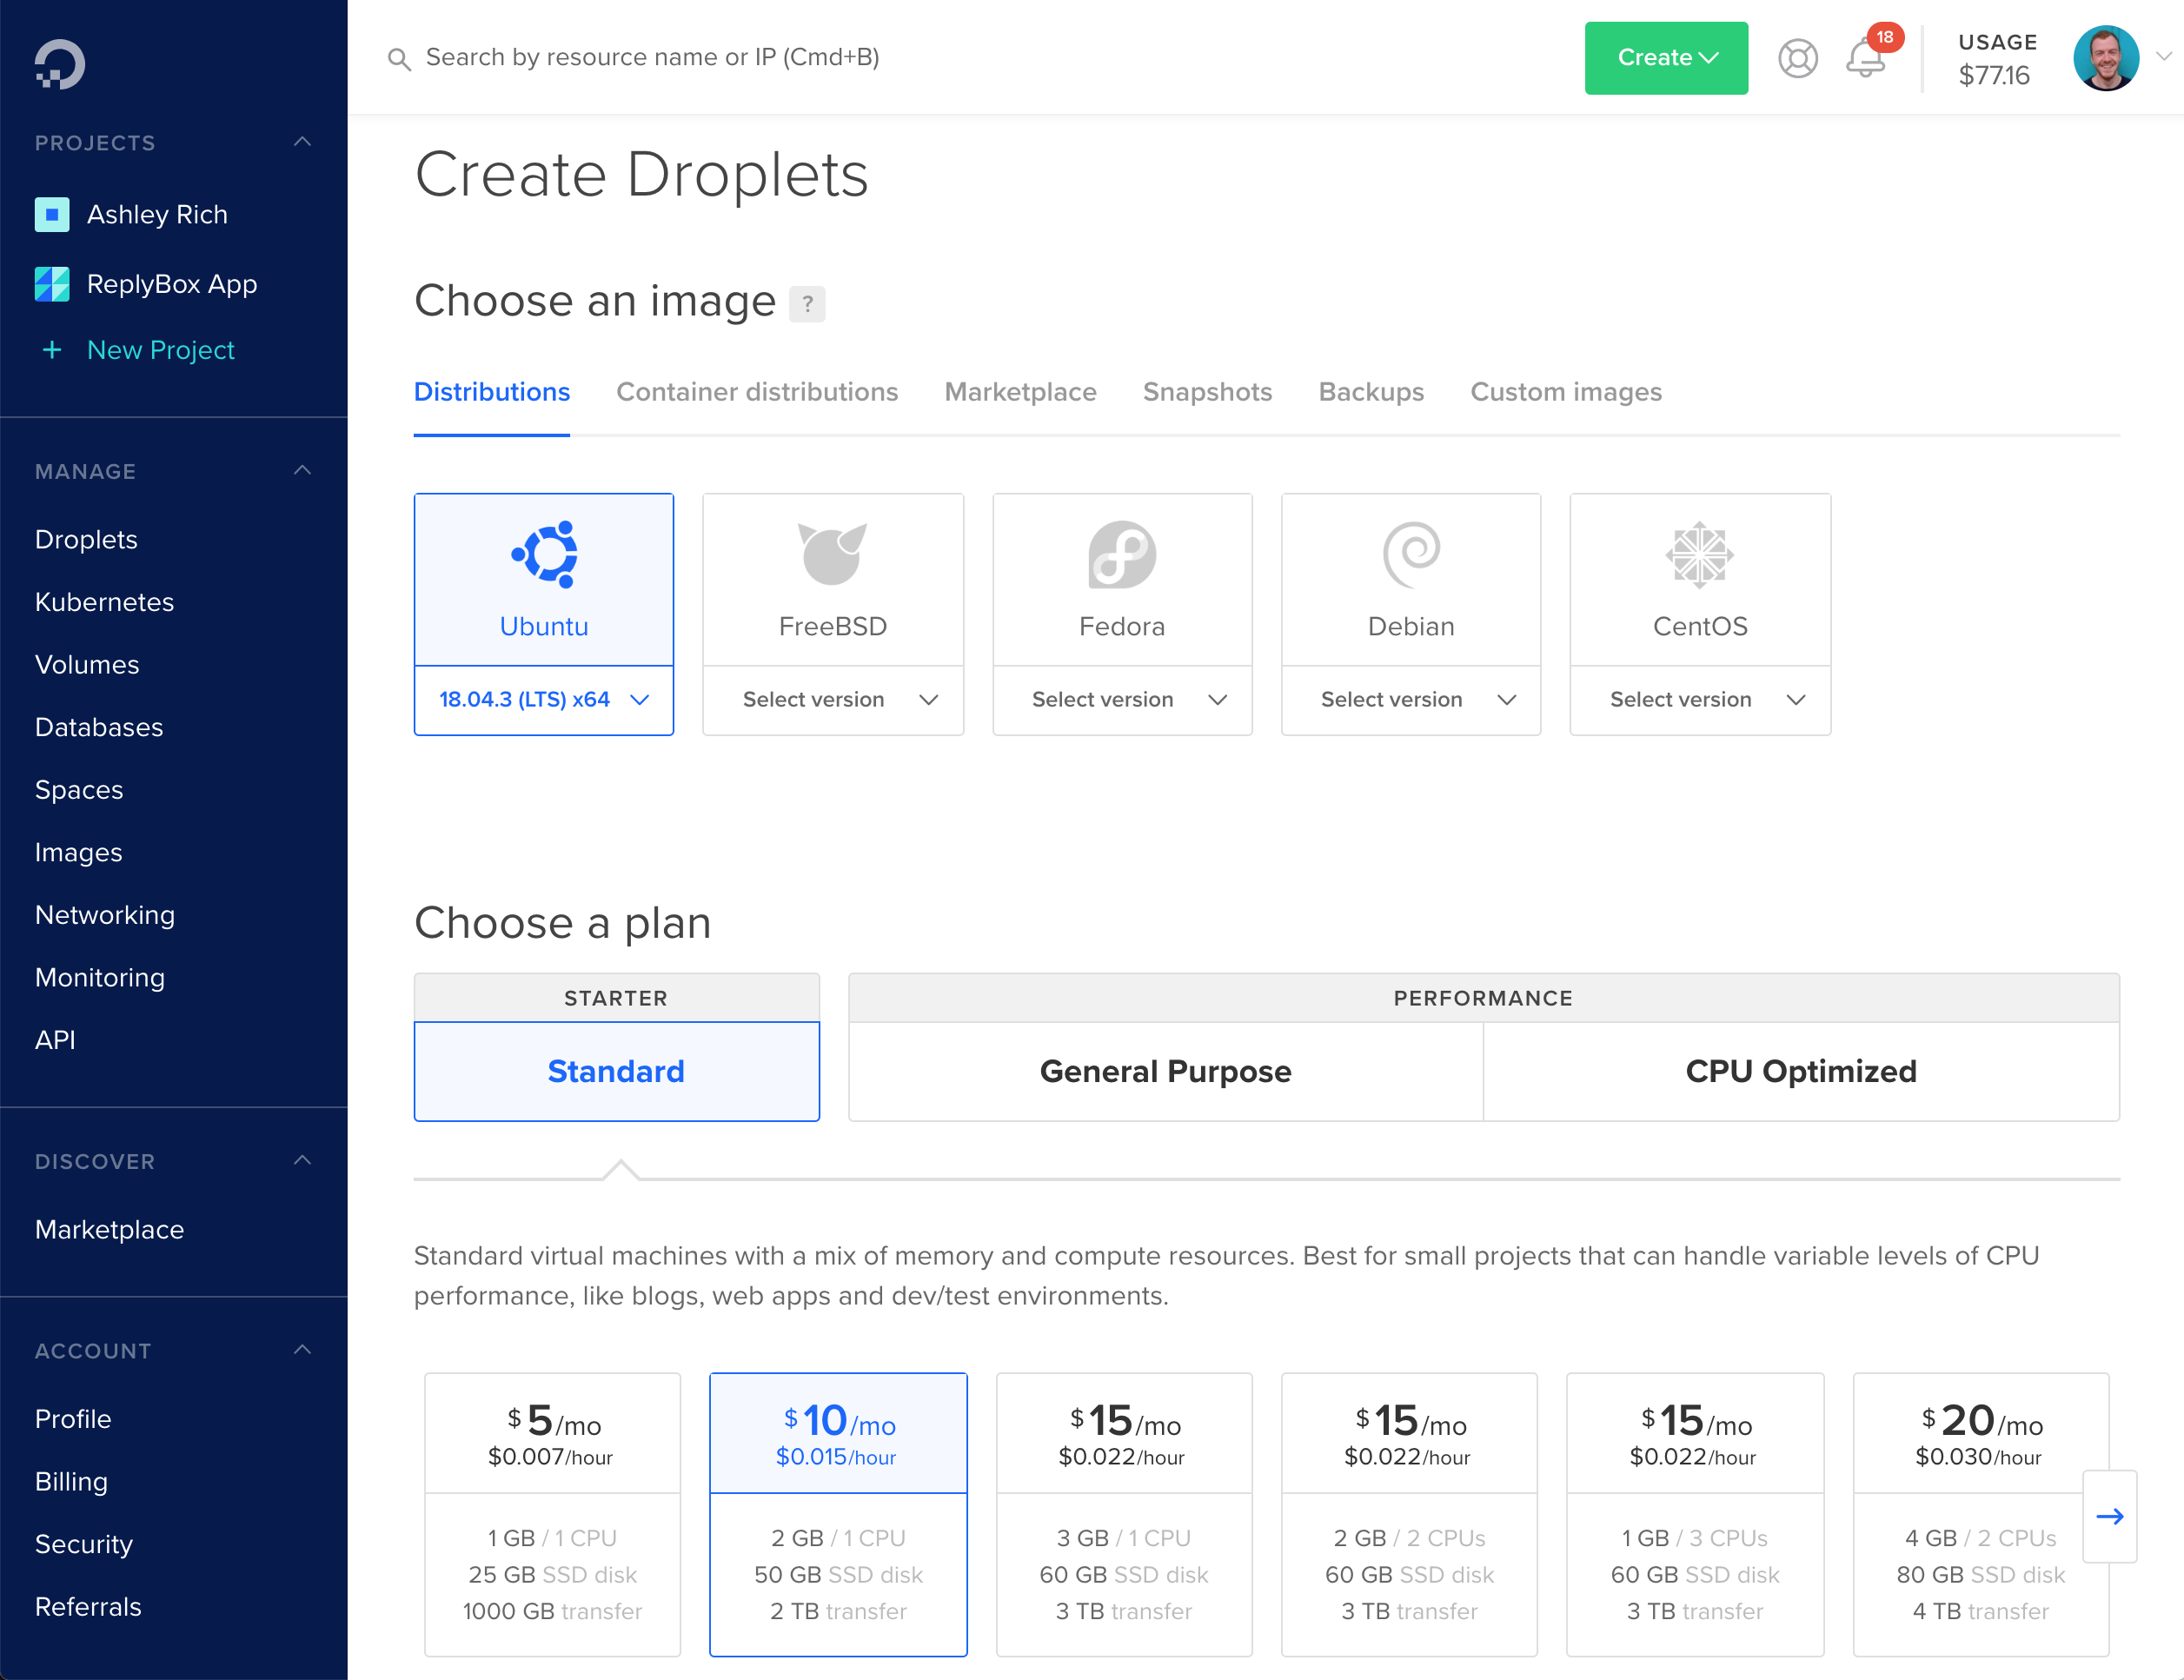 Search by resource name or IP (Cmd+B)
Create
18
USAGE
$77.16
PROJECTS
Ashley Rich
ReplyBox App
+ New Project
MANAGE
Droplets
Kubernetes
Volumes
Databases
Spaces
Images
Networking
Monitoring
API
DISCOVER
Marketplace
ACCOUNT
Profile
Billing
Security
Referrals
Create Droplets
Choose an image ?
Distributions Container distributions Marketplace Snapshots Backups Custom images
Ubuntu FreeBSD Fedora Debian CentOS
18.04.3 (LTS) x64 Select version Select version Select version Select version
Choose a plan
STARTER PERFORMANCE
Standard General Purpose CPU Optimized
Standard virtual machines with a mix of memory and compute resources. Best for small projects that can handle variable levels of CPU
performance, like blogs, web apps and dev/test environments.
$5/mo $10/mo $15/mo $15/mo $15/mo $20/mo
$0.007/hour $0.015/hour $0.022/hour $0.022/hour $0.022/hour $0.030/hour
1 GB / 1 CPU 2 GB / 1 CPU 3 GB / 1 CPU 2 GB / 2 CPUs 1 GB / 3 CPUs 4 GB / 2 CPUs
25 GB SSD disk 50 GB SSD disk 60 GB SSD disk 60 GB SSD disk 60 GB SSD disk 80 GB SSD disk
1000 GB transfer 2 TB transfer 3 TB transfer 3 TB transfer 3 TB transfer 4 TB transfer